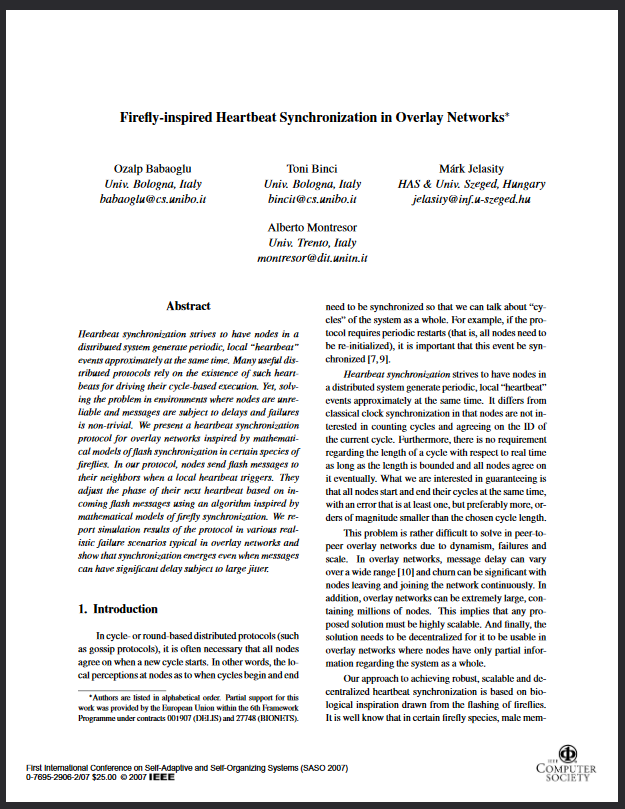 Firefly-inspired Heartbeat Synchronization in Overlay Networks*
Ozalp Babaoglu
Univ. Bologna, Italy
babaoglu@cs.unibo.it
Toni Binci
Univ. Bologna, Italy
bincit@cs.unibo.it
Márk Jelasity
HAS & Univ. Szeged, Hungary
jelasity@inf.u-szeged.hu
Alberto Montresor
Univ. Trento, Italy
montresor@dit.unitn.it
Abstract
Heartbeat synchronization strives to have nodes in a
distributed system generate periodic, local “heartbeat”
events approximately at the same time. Many useful dis-
tributed protocols rely on the existence of such heart-
beats for driving their cycle-based execution. Yet, solv-
ing the problem in environments where nodes are unre-
liable and messages are subject to delays and failures
is non-trivial. We present a heartbeat synchronization
protocol for overlay networks inspired by mathemati-
cal models of flash synchronization in certain species of
fireflies. In our protocol, nodes send flash messages to
their neighbors when a local heartbeat triggers. They
adjust the phase of their next heartbeat based on in-
coming flash messages using an algorithm inspired by
mathematical models of firefly synchronization. We re-
port simulation results of the protocol in various real-
istic failure scenarios typical in overlay networks and
show that synchronization emerges even when messages
can have significant delay subject to large jitter.
1. Introduction
In cycle- or round-based distributed protocols (such
as gossip protocols), it is often necessary that all nodes
agree on when a new cycle starts. In other words, the lo-
cal perceptions at nodes as to when cycles begin and end
*Authors are listed in alphabetical order. Partial support for this
work was provided by the European Union within the 6th Framework
Programme under contracts 001907 (DELIS) and 27748 (BIONETS).
need to be synchronized so that we can talk about “cy-
cles” of the system as a whole. For example, if the pro-
tocol requires periodic restarts (that is, all nodes need to
be re-initialized), it is important that this event be syn-
chronized [7,9].
Heartbeat synchronization strives to have nodes in
a distributed system generate periodic, local “heartbeat”
events approximately at the same time. It differs from
classical clock synchronization in that nodes are not in-
terested in counting cycles and agreeing on the ID of
the current cycle. Furthermore, there is no requirement
regarding the length of a cycle with respect to real time
as long as the length is bounded and all nodes agree on
it eventually. What we are interested in guaranteeing is
that all nodes start and end their cycles at the same time,
with an error that is at least one, but preferably more, or-
ders of magnitude smaller than the chosen cycle length.
This problem is rather difficult to solve in peer-to-
peer overlay networks due to dynamism, failures and
scale. In overlay networks, message delay can vary
over a wide range [10] and churn can be significant with
nodes leaving and joining the network continuously. In
addition, overlay networks can be extremely large, con-
taining millions of nodes. This implies that any pro-
posed solution must be highly scalable. And finally, the
solution needs to be decentralized for it to be usable in
overlay networks where nodes have only partial infor-
mation regarding the system as a whole.
Our approach to achieving robust, scalable and de-
centralized heartbeat synchronization is based on bio-
logical inspiration drawn from the flashing of fireflies.
It is well know that in certain firefly species, male mem-
First International Conference on Self-Adaptive and Self-Organizing Systems (SASO 2007)
0-7695-2906-2/07 $25.00 © 2007 IEEE
IEEE
COMPUTER
SOCIETY